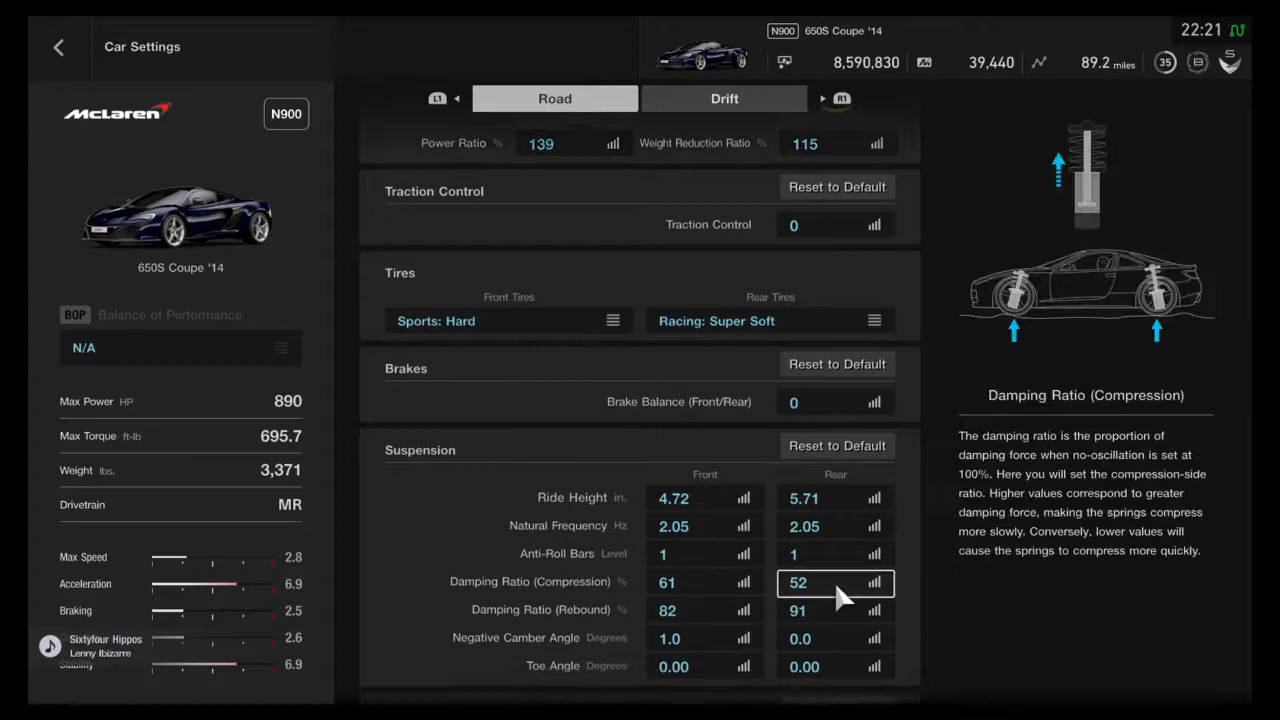 Car Settings
N900 650S Coupe '14
8,590,830
39,440
89.2 miles
35
B
S
22:21
McLaren
N900
650S Coupe '14
BOP Balance of Performance
N/A
Max Power HP 890
Max Torque ft-lb 695.7
Weight lbs. 3,371
Drivetrain MR
Max Speed 2.8
Acceleration 6.9
Braking 2.5
2.6
Stability 6.9
Sixtyfour Hippos
Lenny Ibizarre
L1 Road Drift R1
Power Ratio % 139 Weight Reduction Ratio % 115
Traction Control Reset to Default
Traction Control 0
Tires
Front Tires Rear Tires
Sports: Hard Racing: Super Soft
Brakes Reset to Default
Brake Balance (Front/Rear) 0
Suspension Reset to Default
Front Rear
Ride Height in. 4.72 5.71
Natural Frequency Hz 2.05 2.05
Anti-Roll Bars Level 1 1
Damping Ratio (Compression) % 61 52
Damping Ratio (Rebound) % 82 91
Negative Camber Angle Degrees 1.0 0.0
Toe Angle Degrees 0.00 0.00
Damping Ratio (Compression)
The damping ratio is the proportion of
damping force when no-oscillation is set at
100%. Here you will set the compression-side
ratio. Higher values correspond to greater
damping force, making the springs compress
more slowly. Conversely, lower values will
cause the springs to compress more quickly.